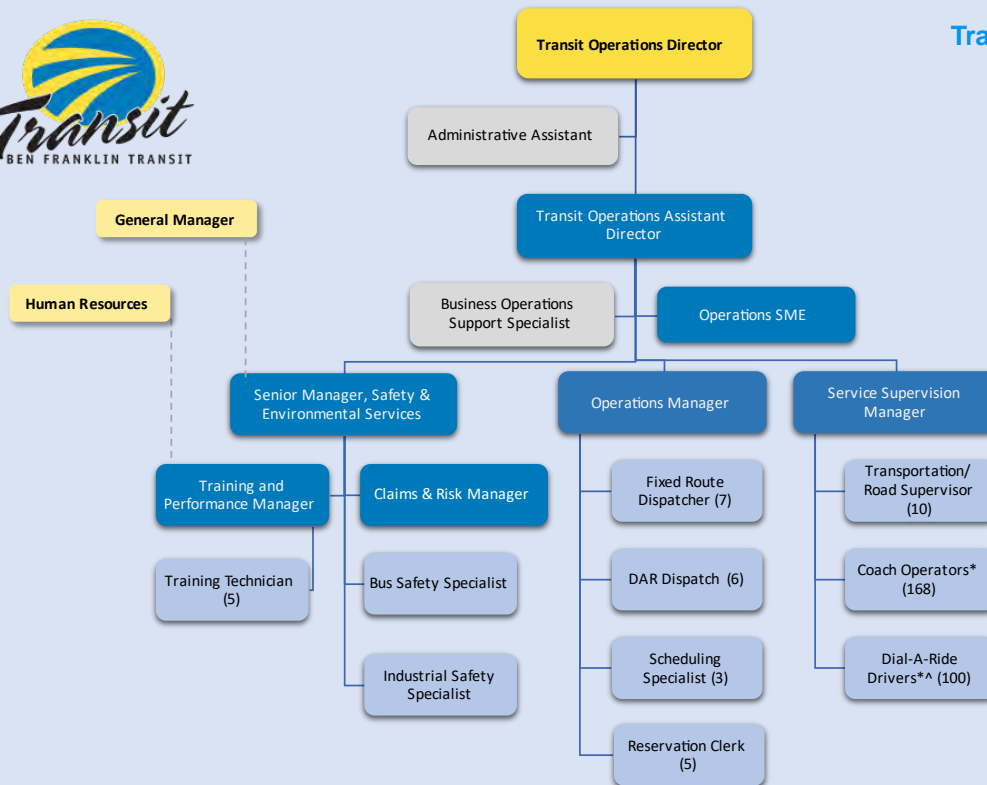 Tra
Transit Operations Director
Transit
BEN FRANKLIN TRANSIT
Administrative Assistant
General Manager
Transit Operations Assistant
Director
Human Resources
Business Operations
Support Specialist
Operations SME
Senior Manager, Safety &
Environmental Services
Operations Manager
Service Supervision
Manager
Training and
Performance Manager
Claims & Risk Manager
Fixed Route
Dispatcher (7)
Transportation/
Road Supervisor
(10)
Training Technician
(5)
Bus Safety Specialist
DAR Dispatch (6)
Coach Operators*
(168)
Industrial Safety
Specialist
Scheduling
Specialist (3)
Dial-A-Ride
Drivers*^ (100)
Reservation Clerk
(5)